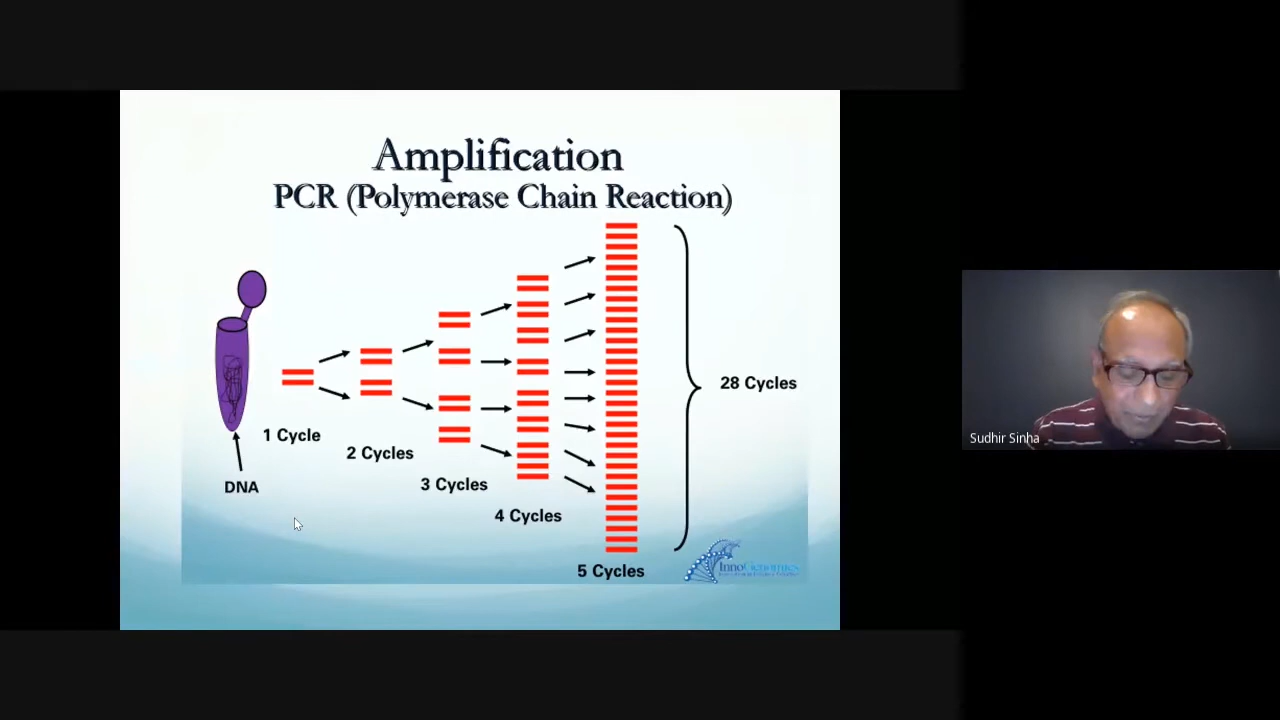 Amplification
PCR (Polymerase Chain Reaction)
28 Cycles
1 Cycle
2 Cycles
DNA
3 Cycles
4 Cycles
5 Cycles
InnoGenomics
Sudhir Sinha